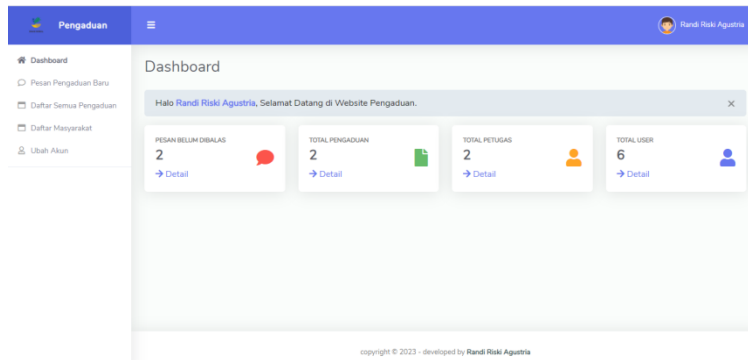 Pengaduan
Randi Riski Agustria
Dashboard
Pesan Pengaduan Baru
Daftar Semua Pengaduan
Daftar Masyarakat
Ubah Akun
Dashboard
Halo Randi Riski Agustria, Selamat Datang di Website Pengaduan.
PESAN BELUM DIBALAS
2
Detail
TOTAL PENGADUAN
2
Detail
TOTAL PETUGAS
2
Detail
TOTAL USER
6
Detail
copyright © 2023 - developed by Randi Riski Agustria